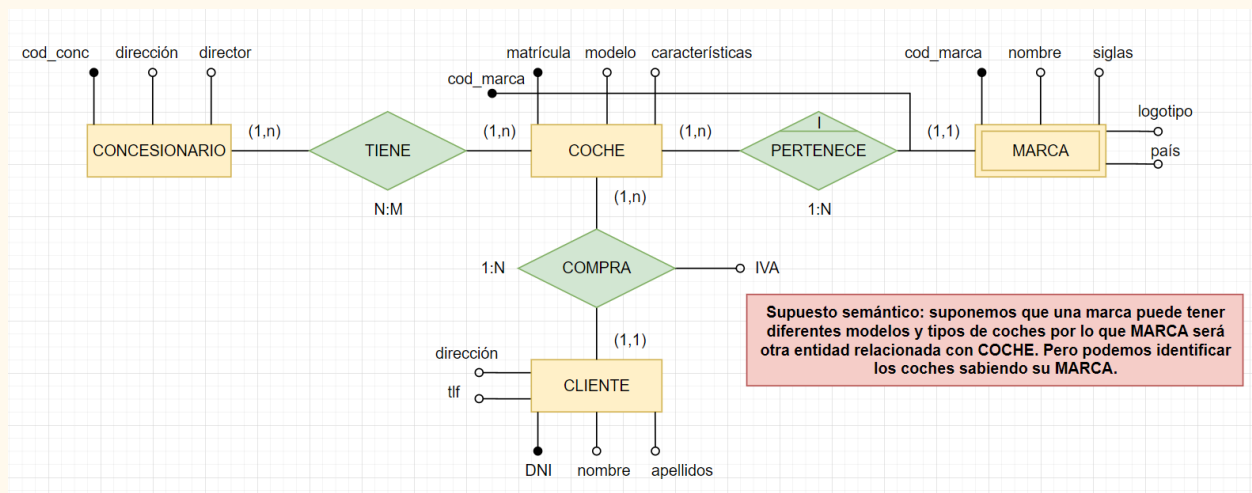 cod_conc
dirección
director
matrícula
modelo
características
cod_marca
cod_marca
nombre
siglas
logotipo
país
CONCESIONARIO
(1,n)
TIENE
N:M
(1,n)
COCHE
(1,n)
I
PERTENECE
1:N
(1,1)
MARCA
(1,n)
1:N
COMPRA
IVA
(1,1)
dirección
tlf
CLIENTE
DNI
nombre
apellidos
Supuesto semántico: suponemos que una marca puede tener
diferentes modelos y tipos de coches por lo que MARCA será
otra entidad relacionada con COCHE. Pero podemos identificar
los coches sabiendo su MARCA.